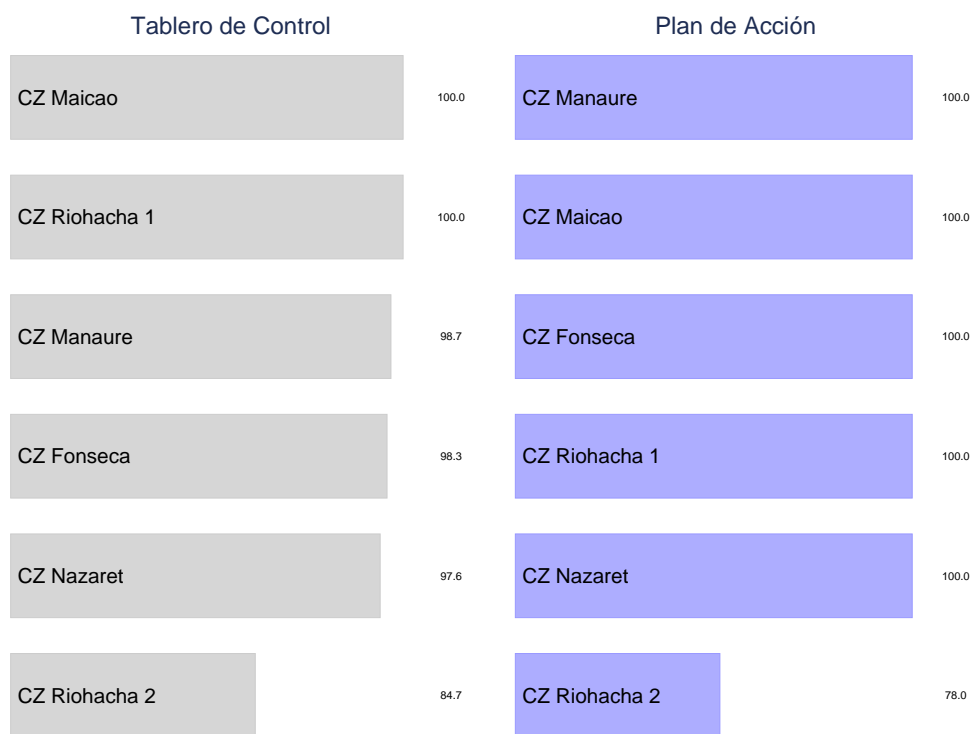 Tablero de Control
CZ Maicao 100.0
CZ Riohacha 1 100.0
CZ Manaure 98.7
CZ Fonseca 98.3
CZ Nazaret 97.6
CZ Riohacha 2 84.7
Plan de Acción
CZ Manaure 100.0
CZ Maicao 100.0
CZ Fonseca 100.0
CZ Riohacha 1 100.0
CZ Nazaret 100.0
CZ Riohacha 2 78.0